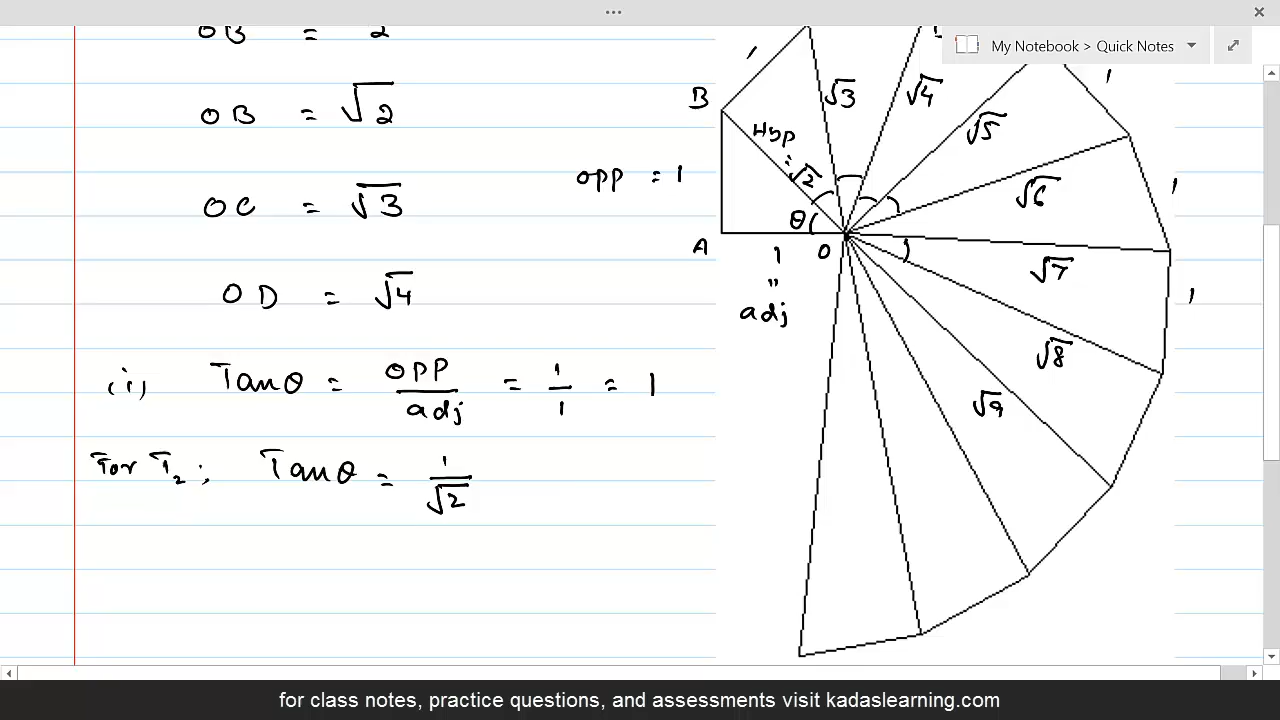 My Notebook > Quick Notes
OB = 2
OB = √2
OC = √3
OD = √4
(i) Tanθ = opp/adj = 1/1 = 1
For T₂; Tanθ = 1/√2
opp = 1
B
A
O
1
"
adj
θ
Hyp
= √2
√3
√4
√5
√6
√7
√8
√9
1
1
1
1
for class notes, practice questions, and assessments visit kadaslearning.com